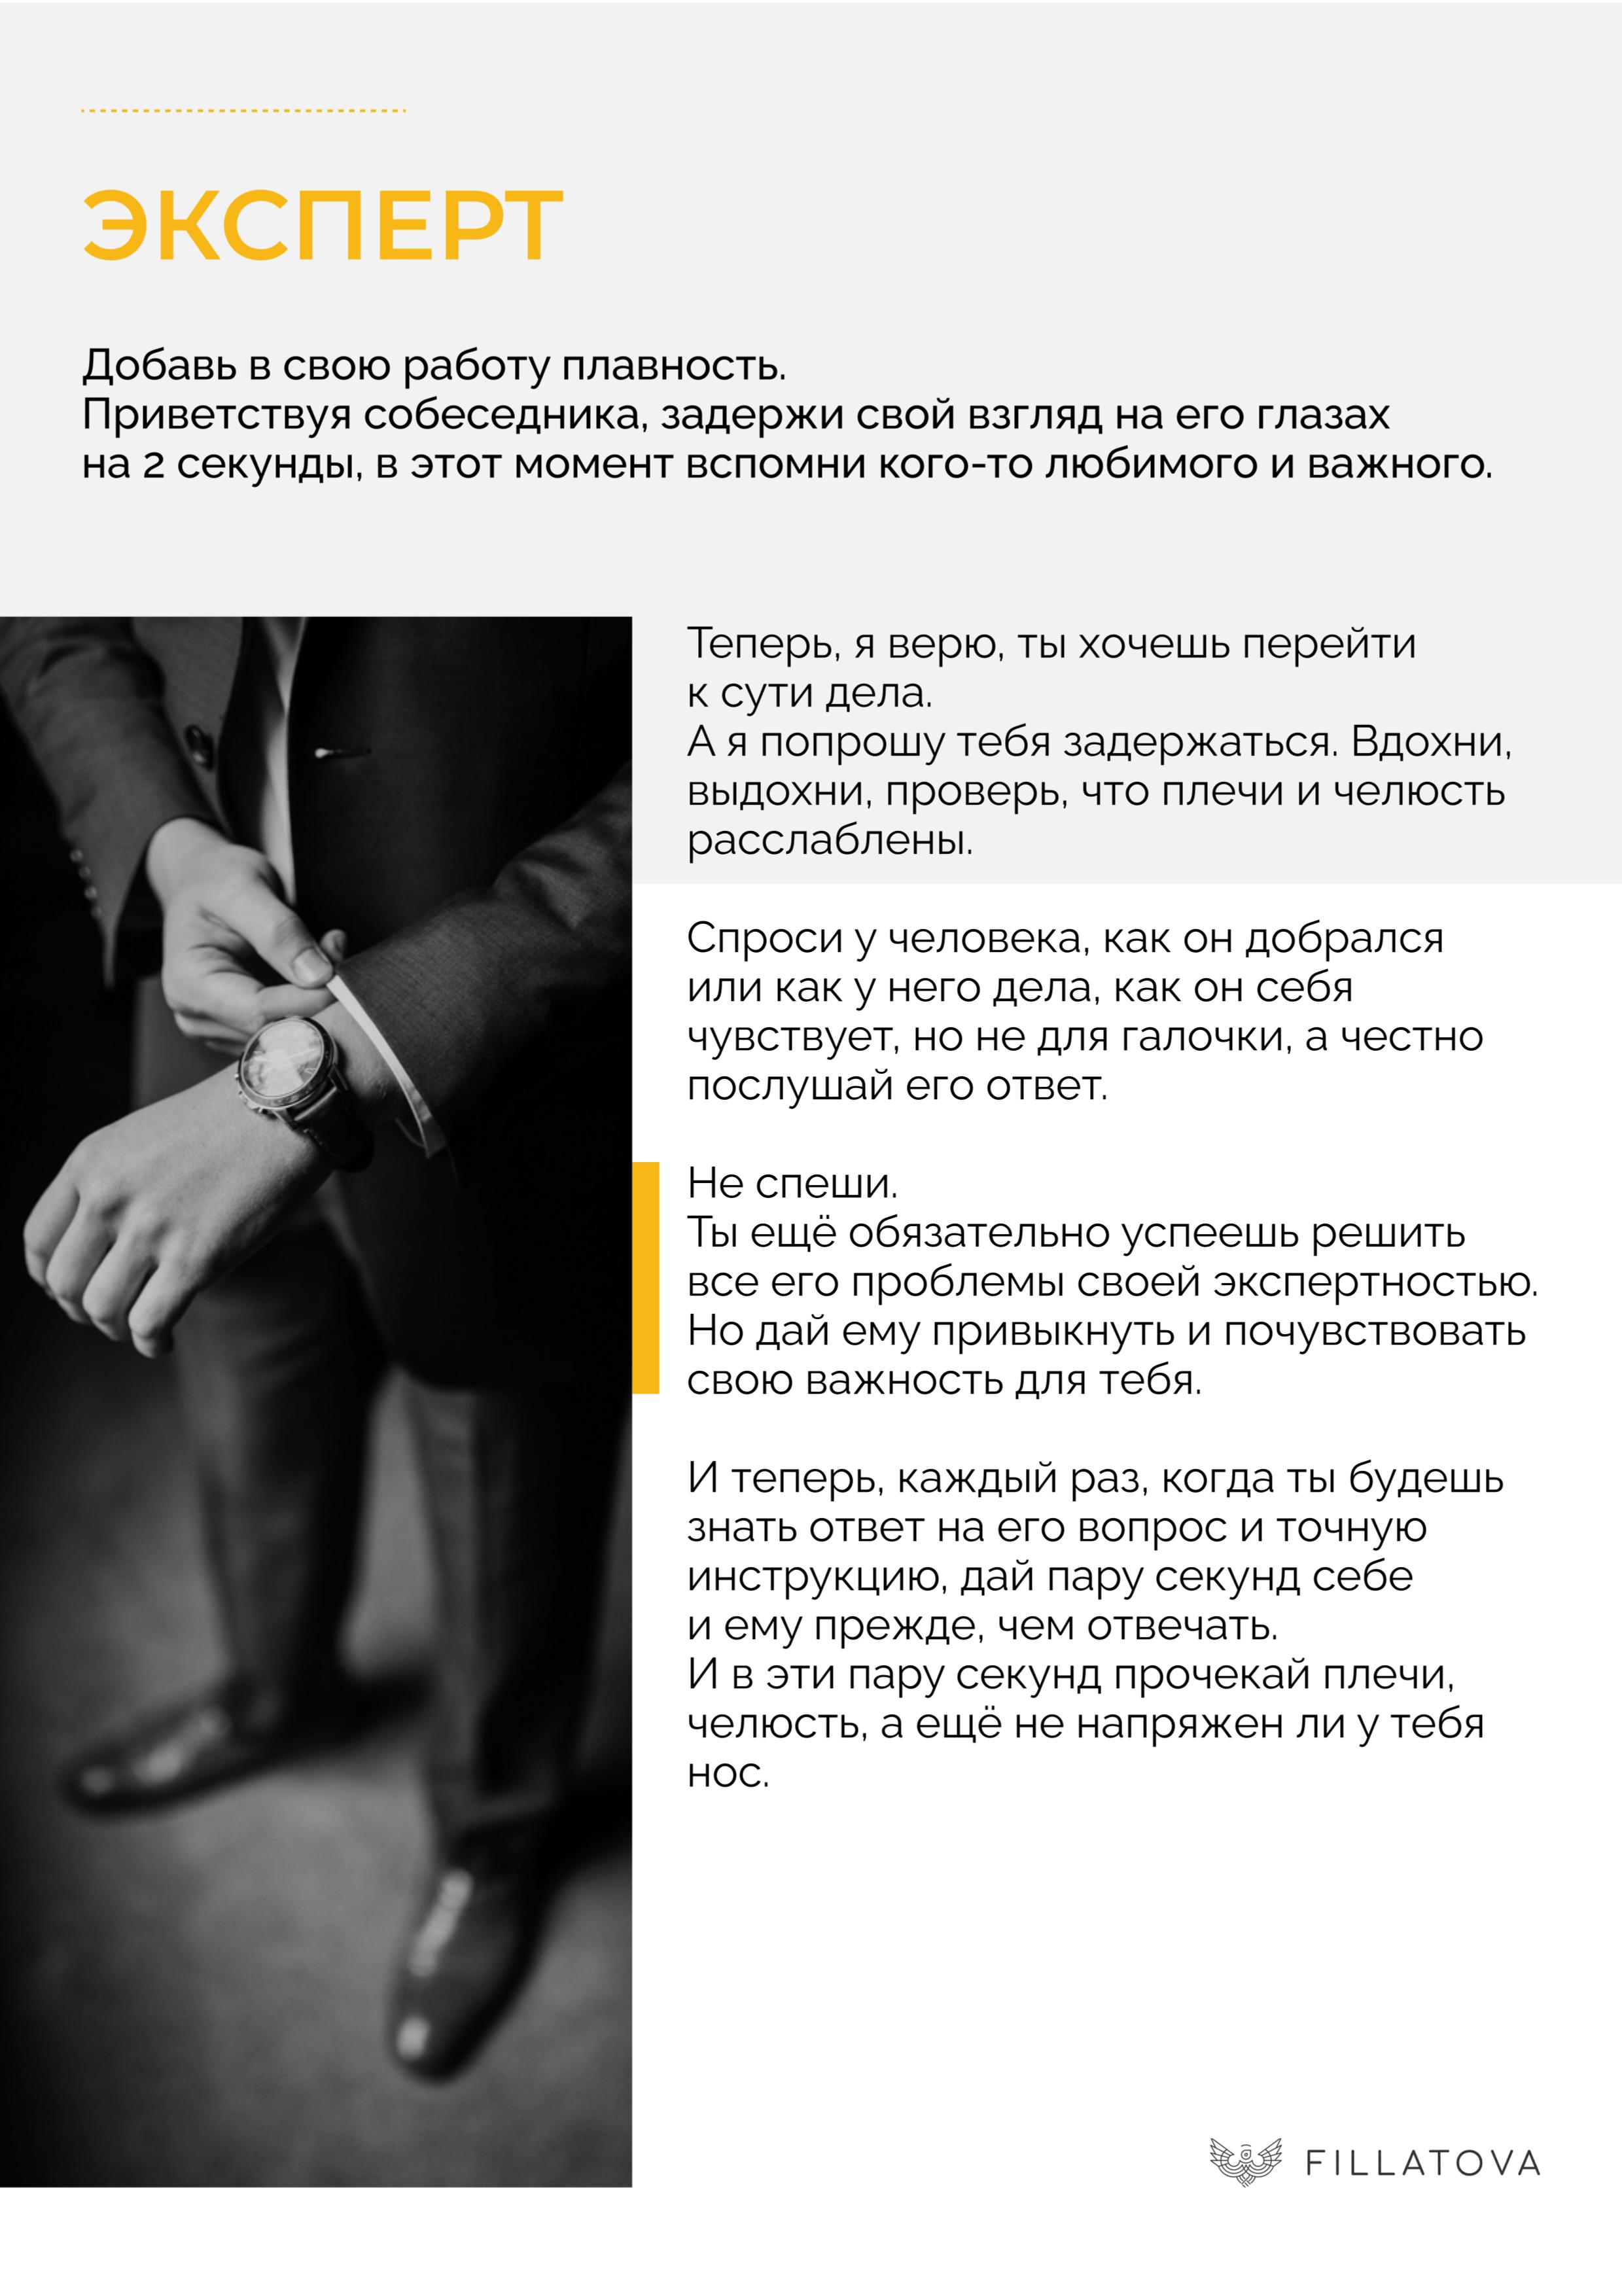 ЭКСПЕРТ
Добавь в свою работу плавность.
Приветствуя собеседника, задержи свой взгляд на его глазах
на 2 секунды, в этот момент вспомни кого-то любимого и важного.
Теперь, я верю, ты хочешь перейти
к сути дела.
А я попрошу тебя задержаться. Вдохни,
выдохни, проверь, что плечи и челюсть
расслаблены.
Спроси у человека, как он добрался
или как у него дела, как он себя
чувствует, но не для галочки, а честно
послушай его ответ.
Не спеши.
Ты ещё обязательно успеешь решить
все его проблемы своей экспертностью.
Но дай ему привыкнуть и почувствовать
свою важность для тебя.
И теперь, каждый раз, когда ты будешь
знать ответ на его вопрос и точную
инструкцию, дай пару секунд себе
и ему прежде, чем отвечать.
И в эти пару секунд прочекай плечи,
челюсть, а ещё не напряжен ли у тебя
нос.
FILLATOVA